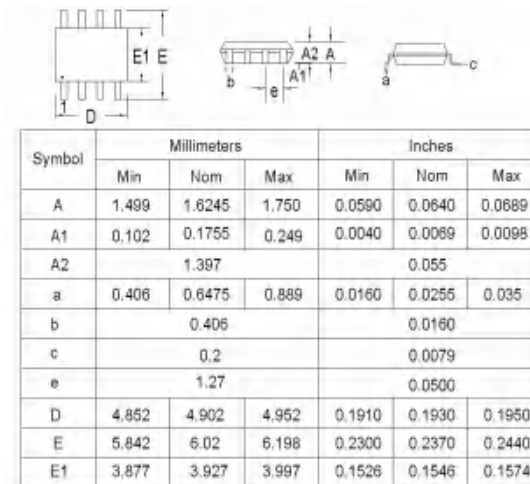 E1 E
A2 A
b
A1
e
a
c
1
D
Symbol Millimeters Inches
Min Nom Max Min Nom Max
A 1.499 1.6245 1.750 0.0590 0.0640 0.0689
A1 0.102 0.1755 0.249 0.0040 0.0069 0.0098
A2 1.397 0.055
a 0.406 0.6475 0.889 0.0160 0.0255 0.035
b 0.406 0.0160
c 0.2 0.0079
e 1.27 0.0500
D 4.852 4.902 4.952 0.1910 0.1930 0.1950
E 5.842 6.02 6.198 0.2300 0.2370 0.2440
E1 3.877 3.927 3.997 0.1526 0.1546 0.1574